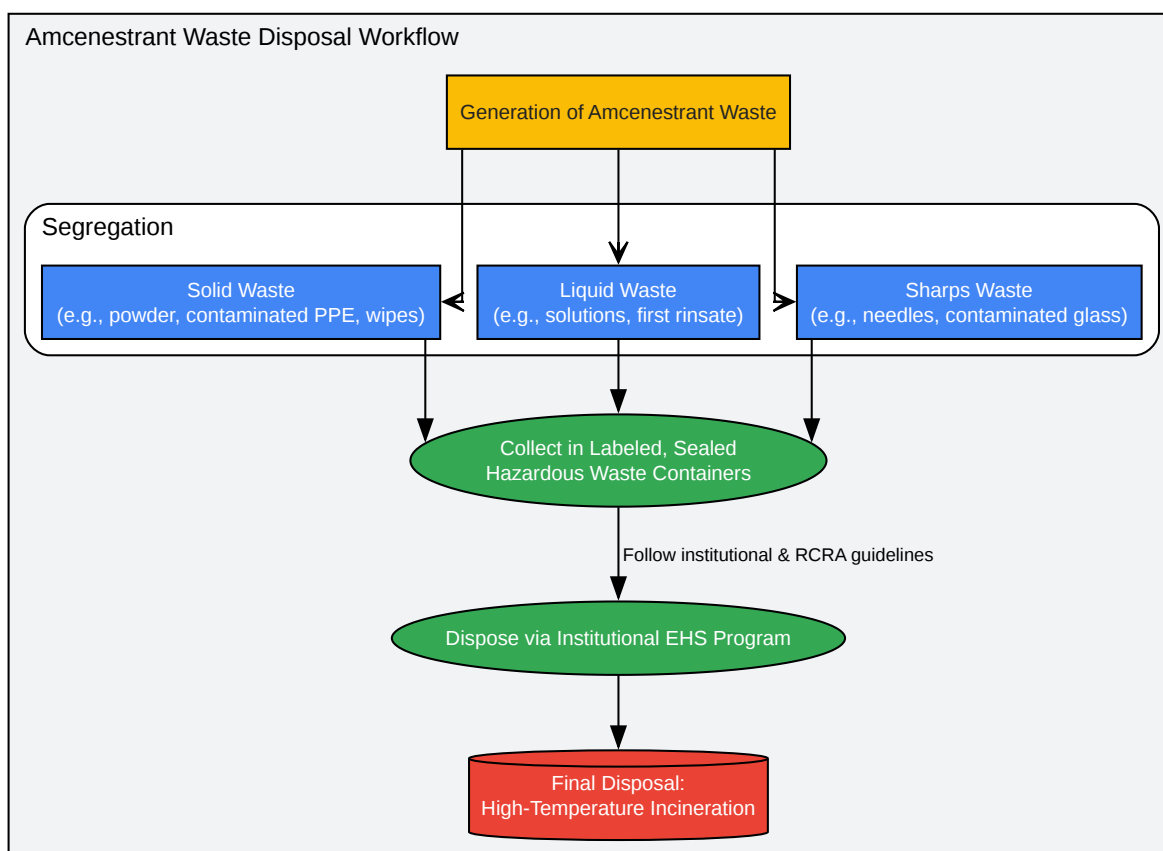 Amcenestrant Waste Disposal Workflow
Generation of Amcenestrant Waste
Segregation
Solid Waste
(e.g., powder, contaminated PPE, wipes)
Liquid Waste
(e.g., solutions, first rinsate)
Sharps Waste
(e.g., needles, contaminated glass)
Collect in Labeled, Sealed
Hazardous Waste Containers
Follow institutional & RCRA guidelines
Dispose via Institutional EHS Program
Final Disposal:
High-Temperature Incineration